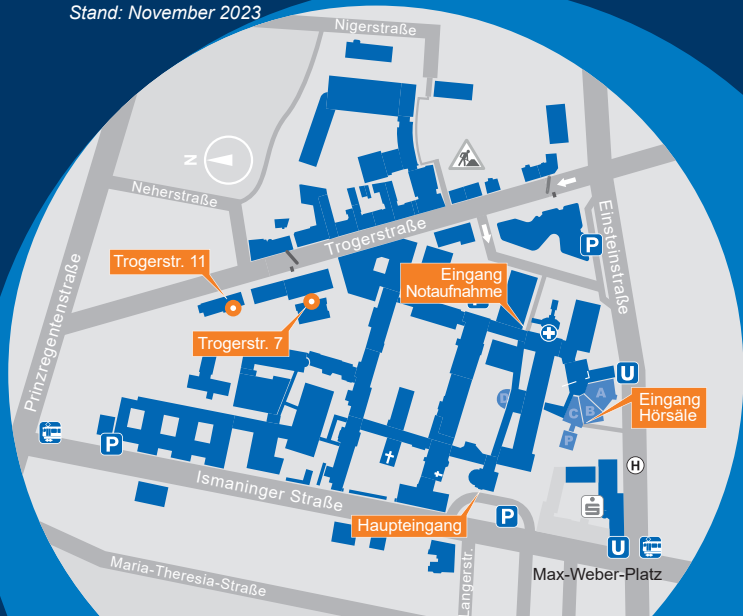 Stand: November 2023
Nigerstraße
N
Neherstraße
Trogerstraße
Einsteinstraße
P
Prinzregentenstraße
Trogerstr. 11
Eingang
Notaufnahme
Trogerstr. 7
U
A
D
C
B
Eingang
Hörsäle
P
P
H
Ismaninger Straße
S
Haupteingang
P
U
Max-Weber-Platz
Maria-Theresia-Straße
Langerstr.